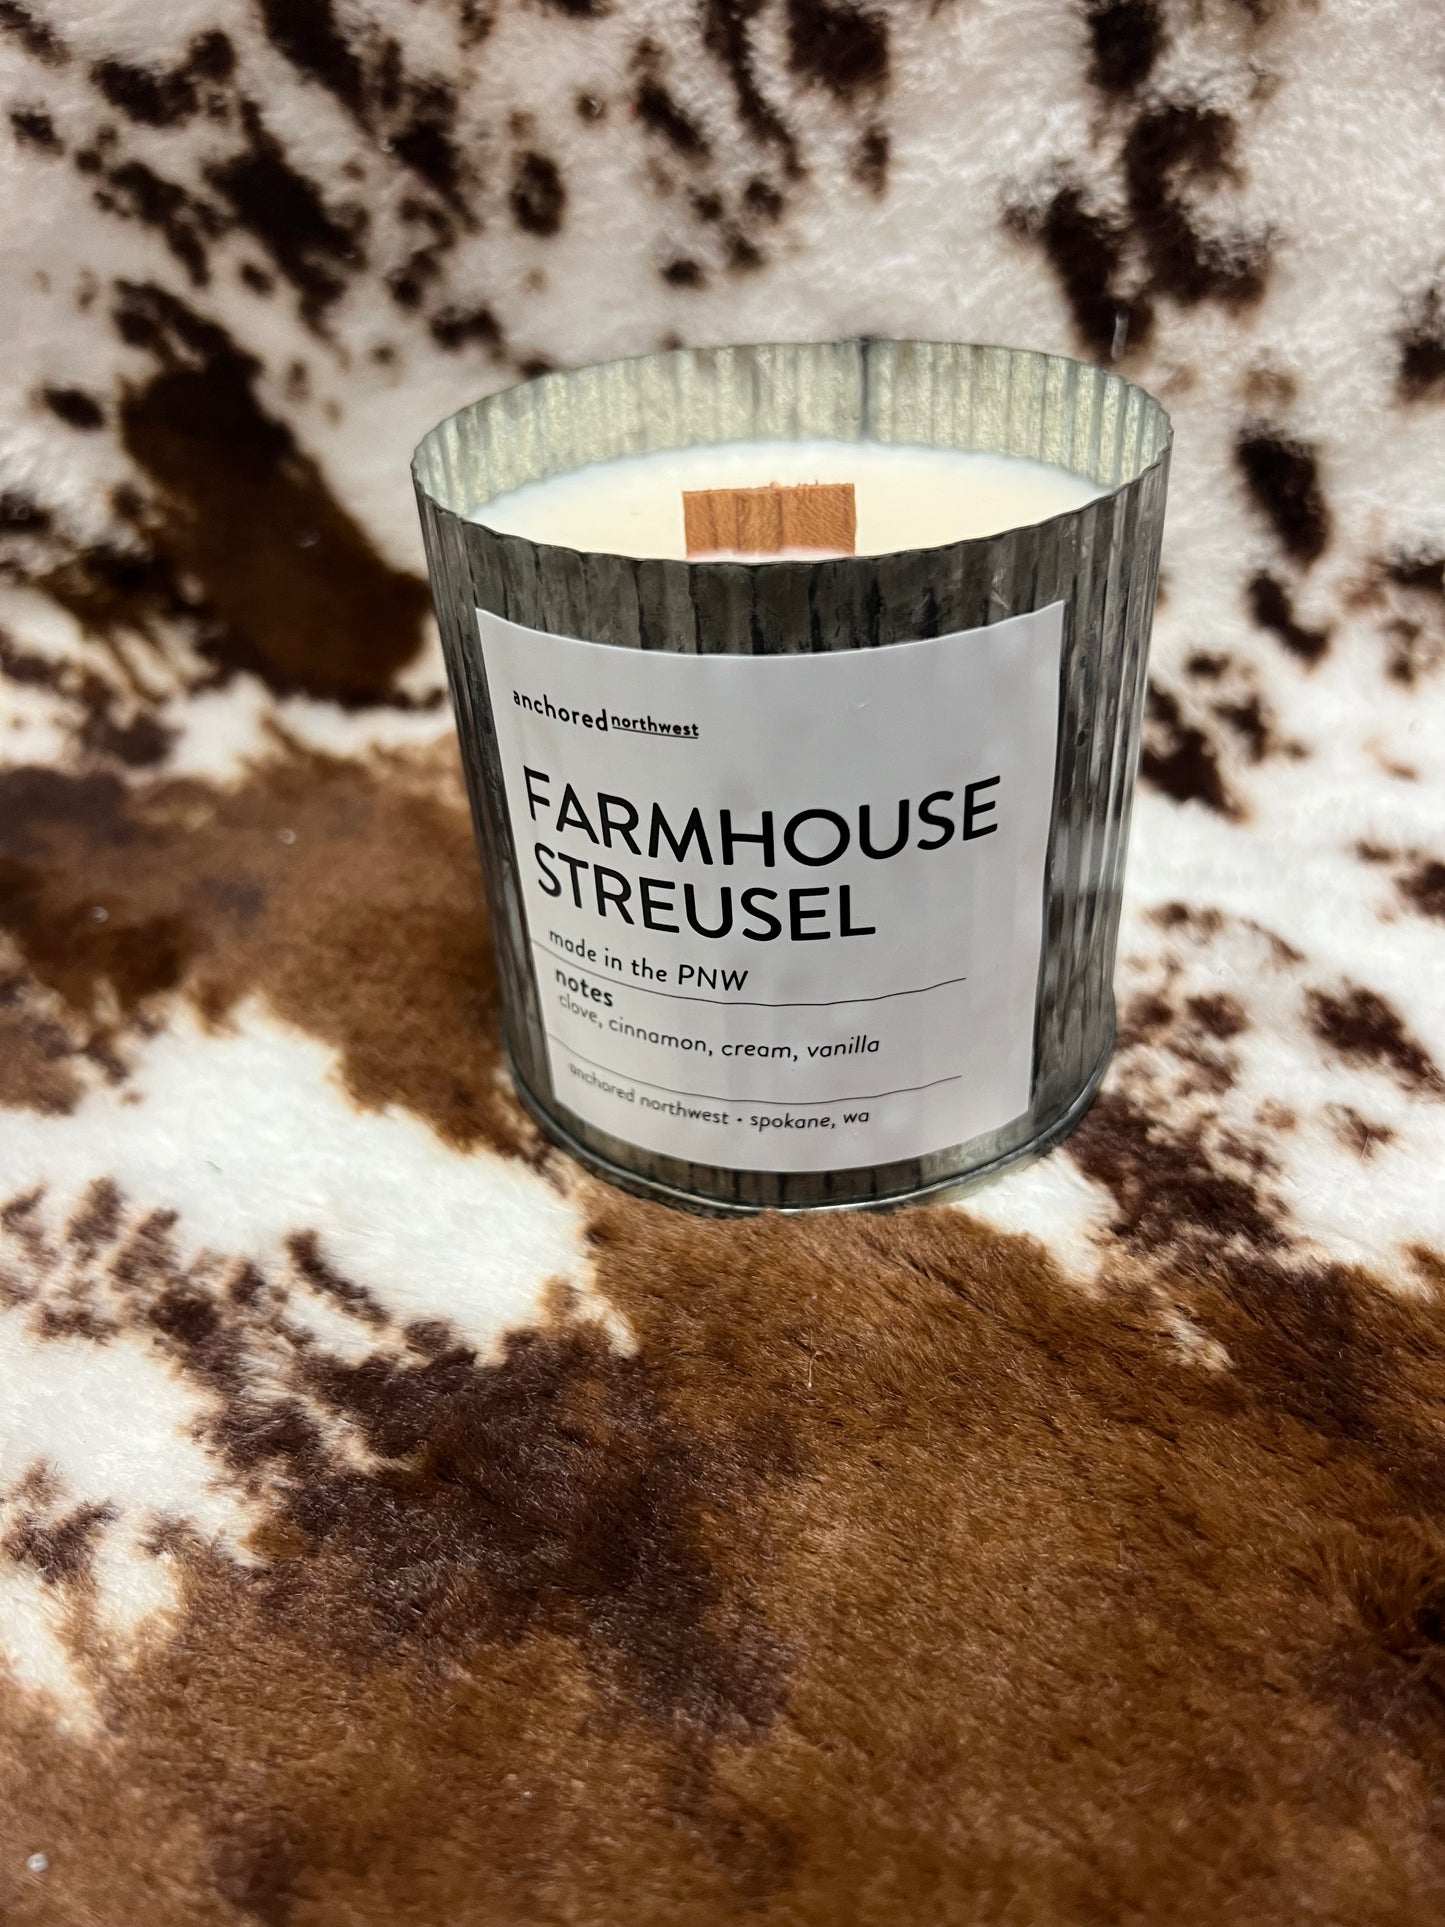 anchored northwest
FARMHOUSE
STREUSEL
made in the PNW
notes
clove, cinnamon, cream, vanilla
anchored northwest • spokane, wa